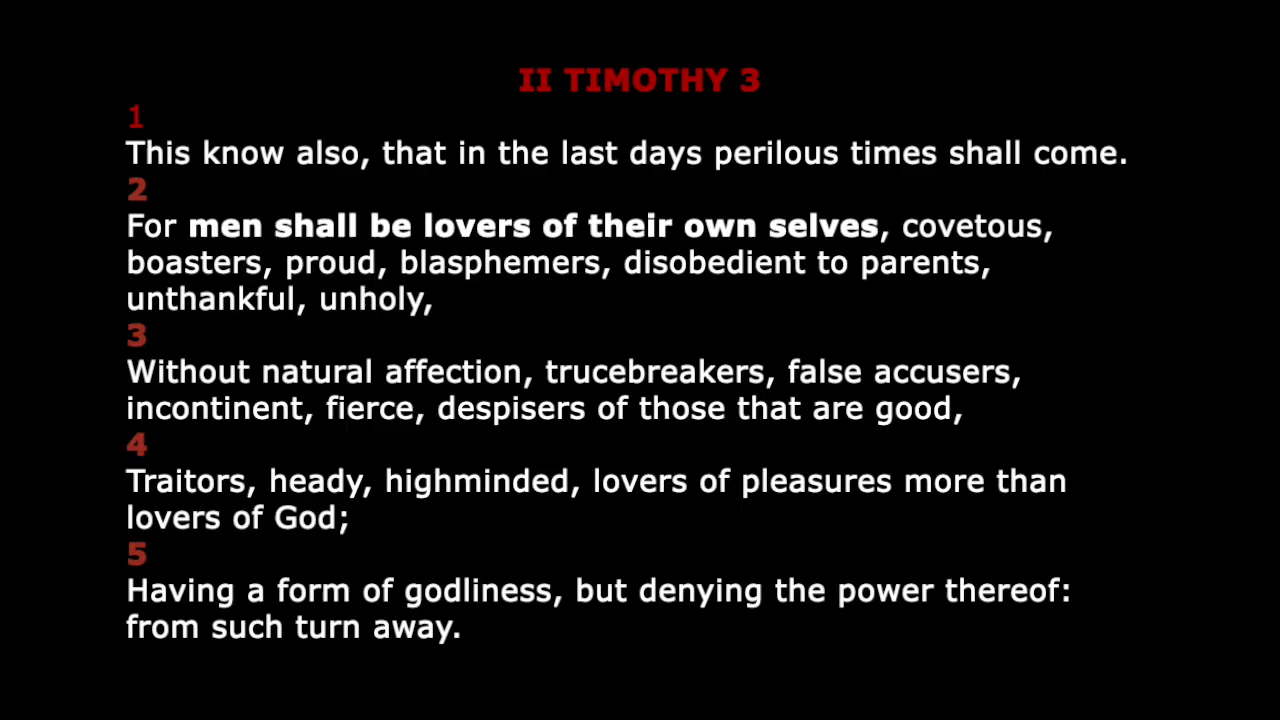 II TIMOTHY 3
1
This know also, that in the last days perilous times shall come.
2
For men shall be lovers of their own selves, covetous,
boasters, proud, blasphemers, disobedient to parents,
unthankful, unholy,
3
Without natural affection, trucebreakers, false accusers,
incontinent, fierce, despisers of those that are good,
4
Traitors, heady, highminded, lovers of pleasures more than
lovers of God;
5
Having a form of godliness, but denying the power thereof:
from such turn away.